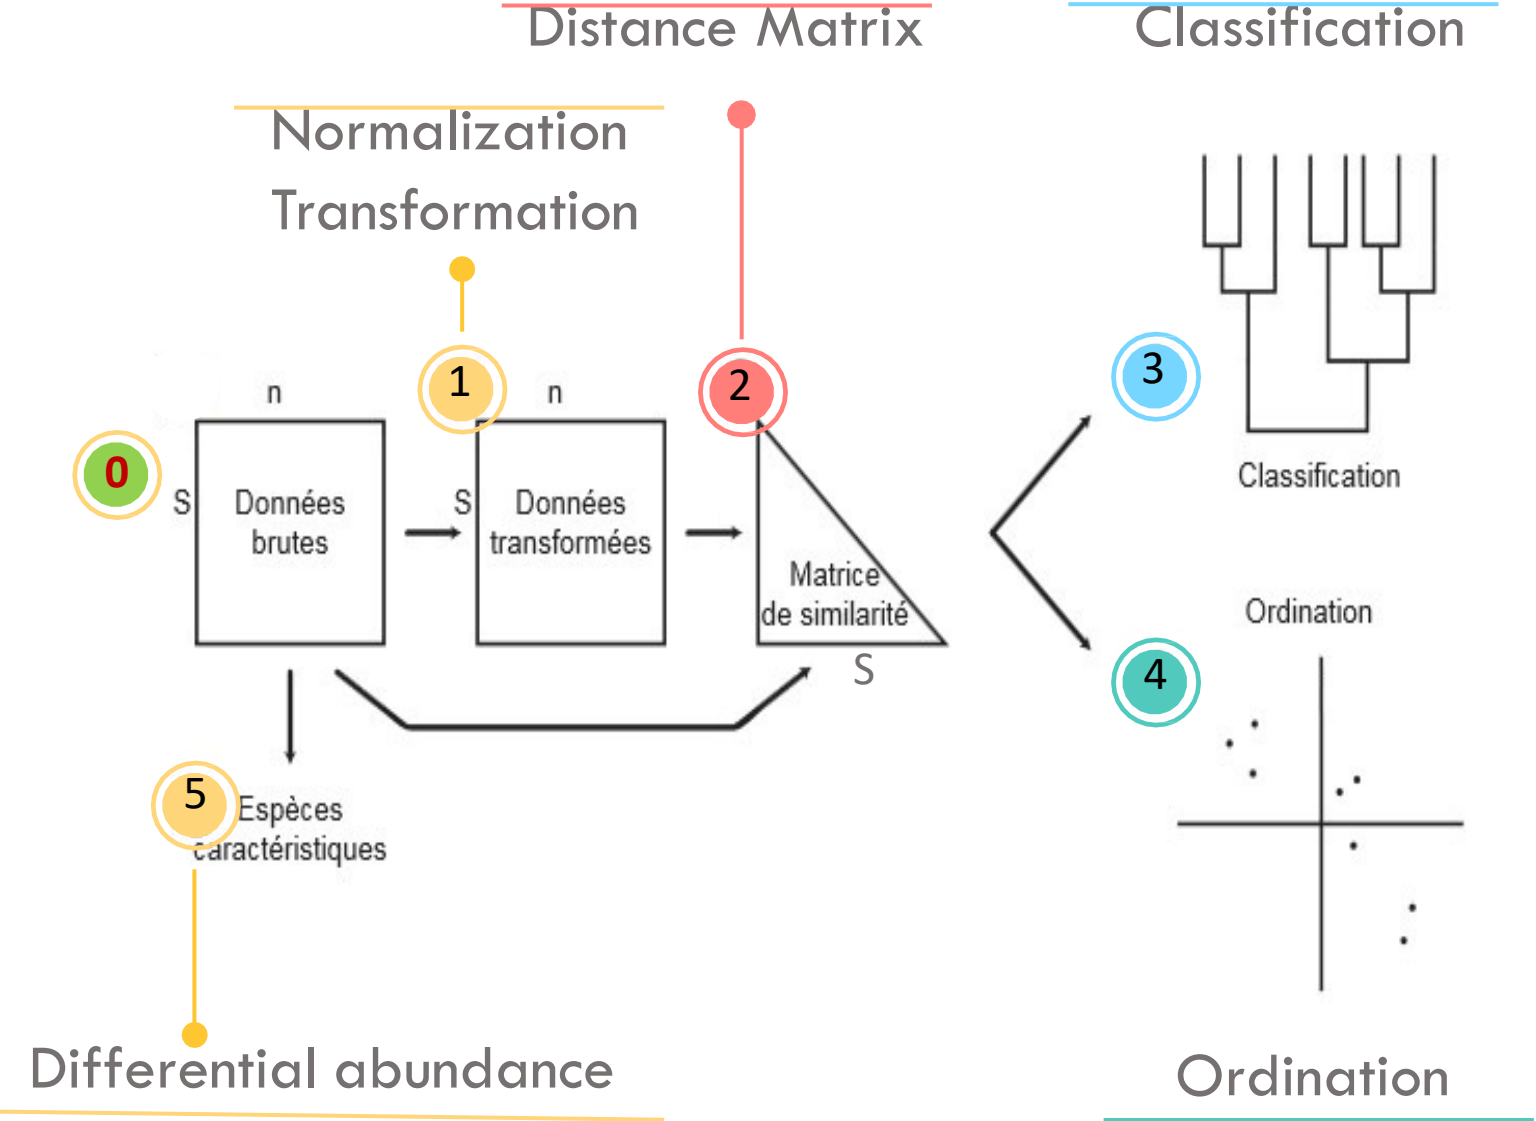 Distance Matrix
Classification
Normalization
Transformation
1
2
3
n
n
0
S
Données
brutes
S
Données
transformées
Matrice
de similarité
S
Classification
Ordination
4
5
Espèces
caractéristiques
Differential abundance
Ordination